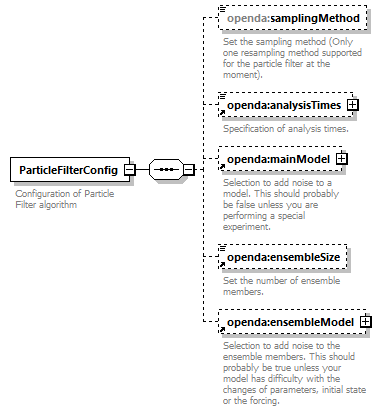 openda:samplingMethod
Set the sampling method (Only
one resampling method supported
for the particle filter at the
moment).
openda:analysisTimes
Specification of analysis times.
ParticleFilterConfig
Configuration of Particle
Filter algorithm
openda:mainModel
Selection to add noise to a
model. This should probably
be false unless you are
performing a special
experiment.
openda:ensembleSize
Set the number of ensemble
members.
openda:ensembleModel
Selection to add noise to the
ensemble members. This should
probably be true unless your
model has difficulty with the
changes of parameters, initial
state or the forcing.